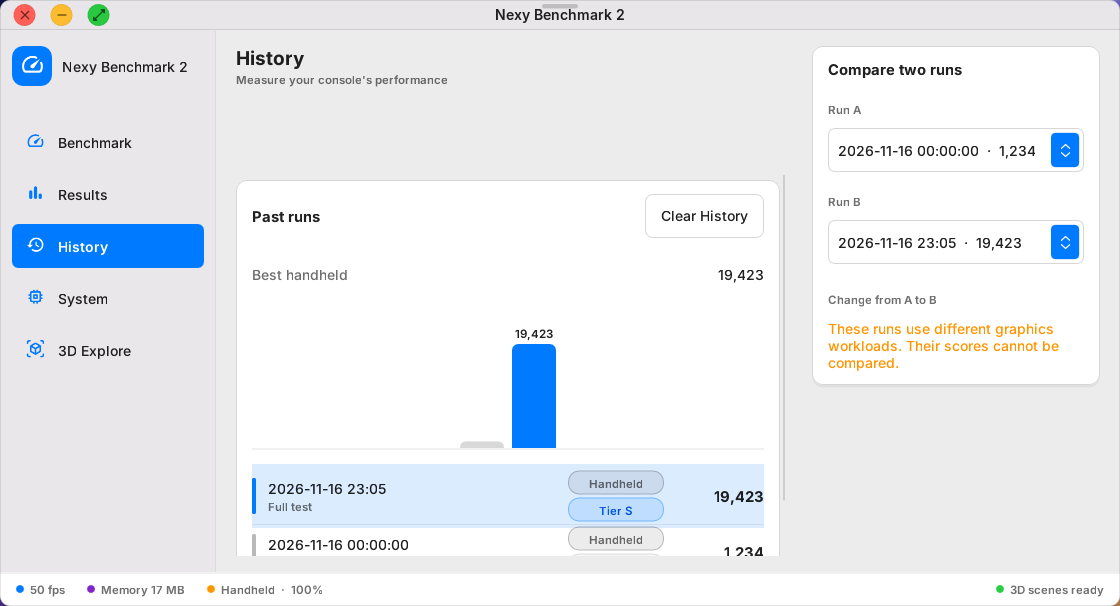 Nexy Benchmark 2
Nexy Benchmark 2
Benchmark
Results
History
System
3D Explore
History
Measure your console's performance
Past runs
Clear History
Best handheld
19,423
19,423
2026-11-16 23:05
Full test
Handheld
Tier S
19,423
2026-11-16 00:00:00
Handheld
1,234
Compare two runs
Run A
2026-11-16 00:00:00 · 1,234
Run B
2026-11-16 23:05 · 19,423
Change from A to B
These runs use different graphics
workloads. Their scores cannot be
compared.
50 fps
Memory 17 MB
Handheld · 100%
3D scenes ready